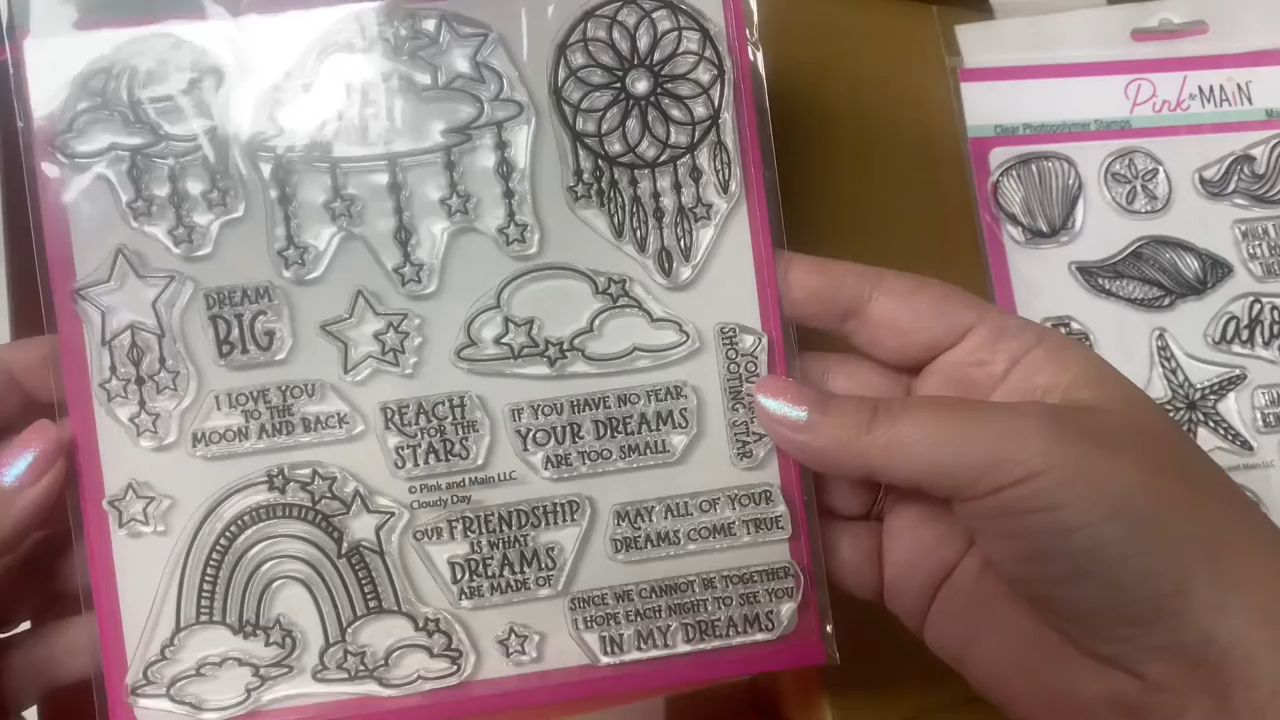 DREAM
BIG
I LOVE YOU
TO THE
MOON AND BACK
REACH
FOR THE
STARS
IF YOU HAVE NO FEAR,
YOUR DREAMS
ARE TOO SMALL
SHOOTING STAR
© Pink and Main LLC
Cloudy Day
OUR FRIENDSHIP
IS WHAT
DREAMS
ARE MADE OF
MAY ALL OF YOUR
DREAMS COME TRUE
SINCE WE CANNOT BE TOGETHER,
I HOPE EACH NIGHT TO SEE YOU
IN MY DREAMS
Pink & MAiN
Clear Photopolymer Stamps
WHEN